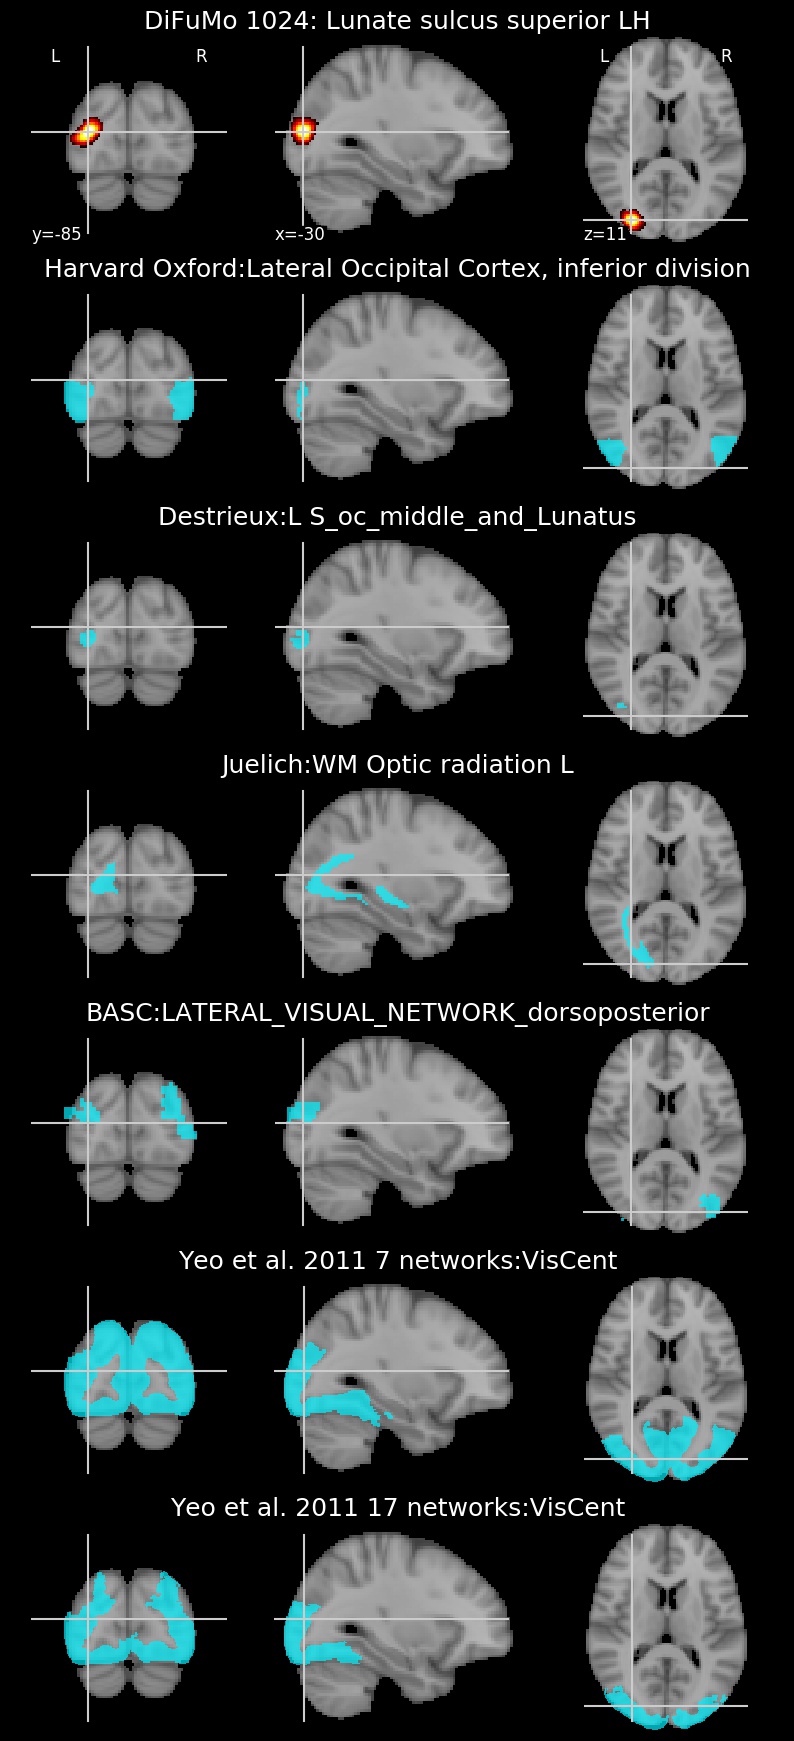 DiFuMo 1024: Lunate sulcus superior LH
L R L R
y=-85 x=-30 z=11
Harvard Oxford:Lateral Occipital Cortex, inferior division
Destrieux:L S_oc_middle_and_Lunatus
Juelich:WM Optic radiation L
BASC:LATERAL_VISUAL_NETWORK_dorsoposterior
Yeo et al. 2011 7 networks:VisCent
Yeo et al. 2011 17 networks:VisCent